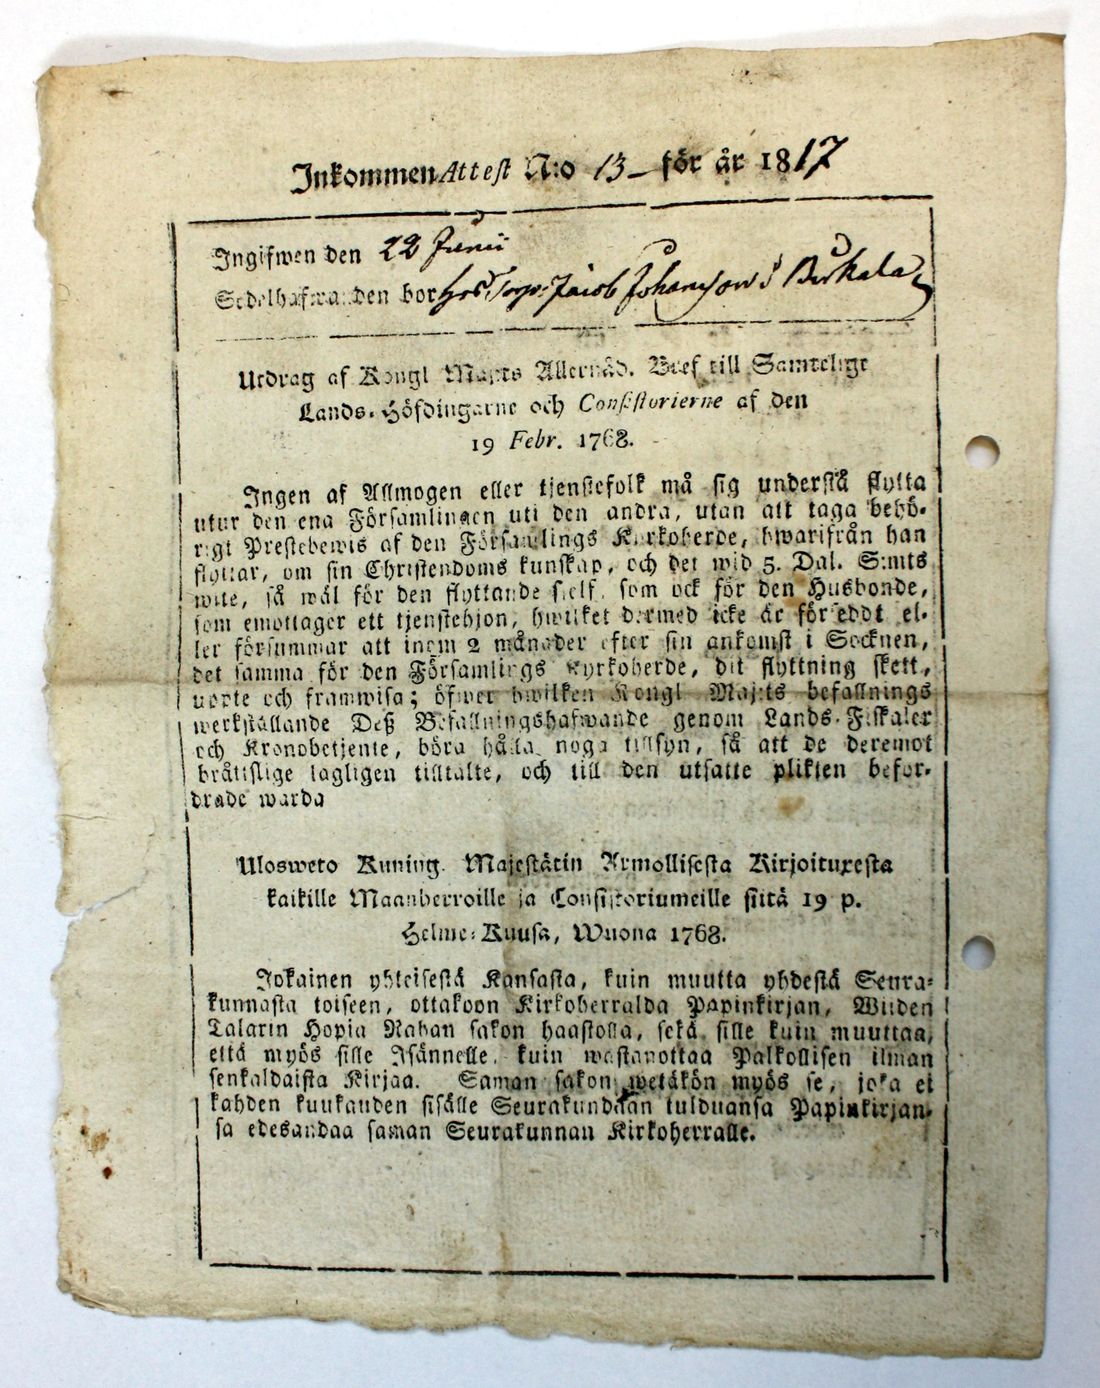 Inkommen Attest N:o 13 för år 1817
Ingifwen den 22 Junii
Sedelhafwanden bor hos Torp: Jacob Johansson i
Utdrag af Kongl Maj:ts Allernåd. Bref till Samtelige
Lands-Höfdingarne och Consistorierne af den
19 Febr. 1768.
Ingen af Allmogen eller tjenstefolk må sig understå flytta
utur den ena Församlingen uti den andra, utan att taga behö-
rigt Prestebewis af den Församlings Kyrkoherde, hwarifrån han
flyttar, om sin Christendoms kunskap, och det wid 5. Dal. S:mts
wite, så wäl för den flyttande sielf, som ock för den Husbonde,
som emottager ett tjenstehjon, hwilket dermed icke är försedt el-
ler försummar att inom 2 månader efter sin ankomst i Socknen,
det samma för den Församlings Kyrkoherde, dit flyttning skett,
upte och framwisa; öfwer hwilken Kongl Maj:ts befallnings
werkställande Deß Befallningshafwande genom Lands-Fiskaler
och Kronobetjente, böra hålla noga tillsyn, så att de deremot
bråttslige lagligen tilltalte, och till den utsatte plikten befor-
drade warda
Ulosweto Kuning. Majestätin Armollisesta Kirjoituxesta
kaikille Maanherroille ja Consistoriumeille siitä 19 p.
Helme-Kuusa, Wuona 1768.
Jokainen yhteisestä Kansasta, kuin muutta yhdestä Seura-
kunnasta toiseen, ottakoon Kirkoherralda Papinkirjan, Wiiden
Talarin Hopia Rahan sakon haastolla, sekä sille kuin muuttaa,
että myös sille Isännelle, kuin wastanottaa Palkollisen ilman
senkaldaista Kirjaa. Saman sakon wetäkön myös se, joka ei
kahden kuukauden sisälle Seurakundaan tulduansa Papinkirjan-
sa edesandaa saman Seurakunnan Kirkoherralle.